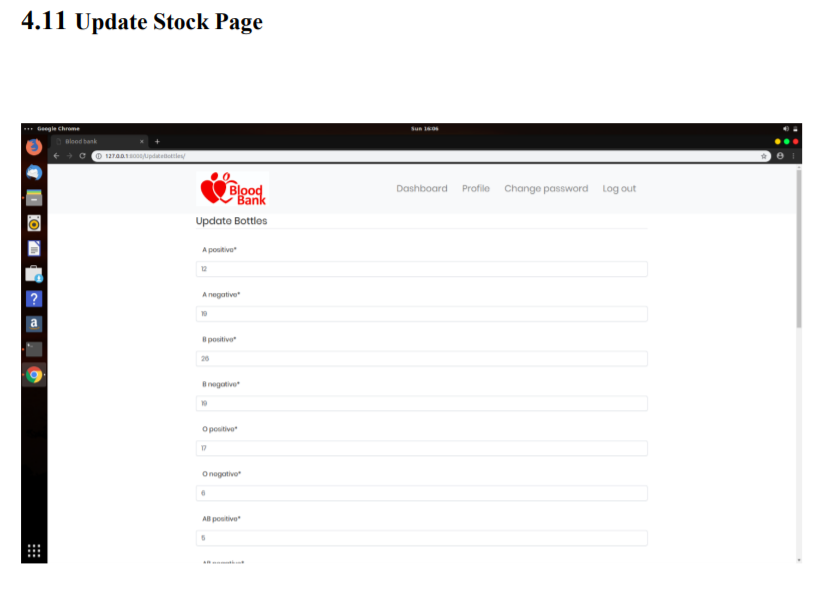 4.11 Update Stock Page
Google Chrome
Sun 16:06
Blood bank
127.0.0.1:8000/UpdateBottles/
Blood
Bank
Dashboard Profile Change password Log out
Update Bottles
A positive*
12
A negative*
19
B positive*
26
B negative*
19
O positive*
17
O negative*
6
AB positive*
5
AB negative*